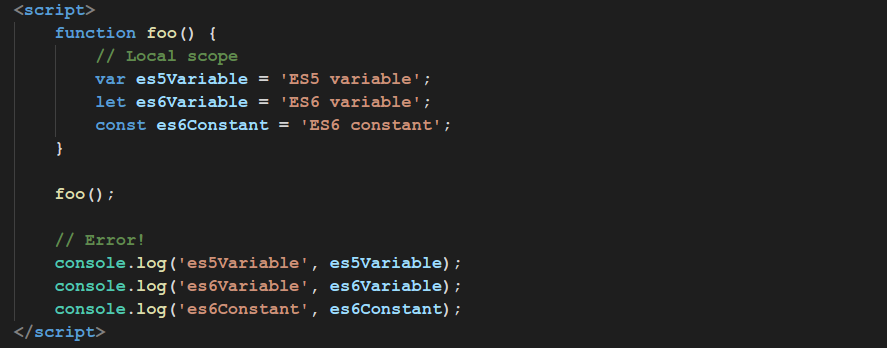 <script>
    function foo() {
        // Local scope
        var es5Variable = 'ES5 variable';
        let es6Variable = 'ES6 variable';
        const es6Constant = 'ES6 constant';
    }

    foo();

    // Error!
    console.log('es5Variable', es5Variable);
    console.log('es6Variable', es6Variable);
    console.log('es6Constant', es6Constant);
</script>